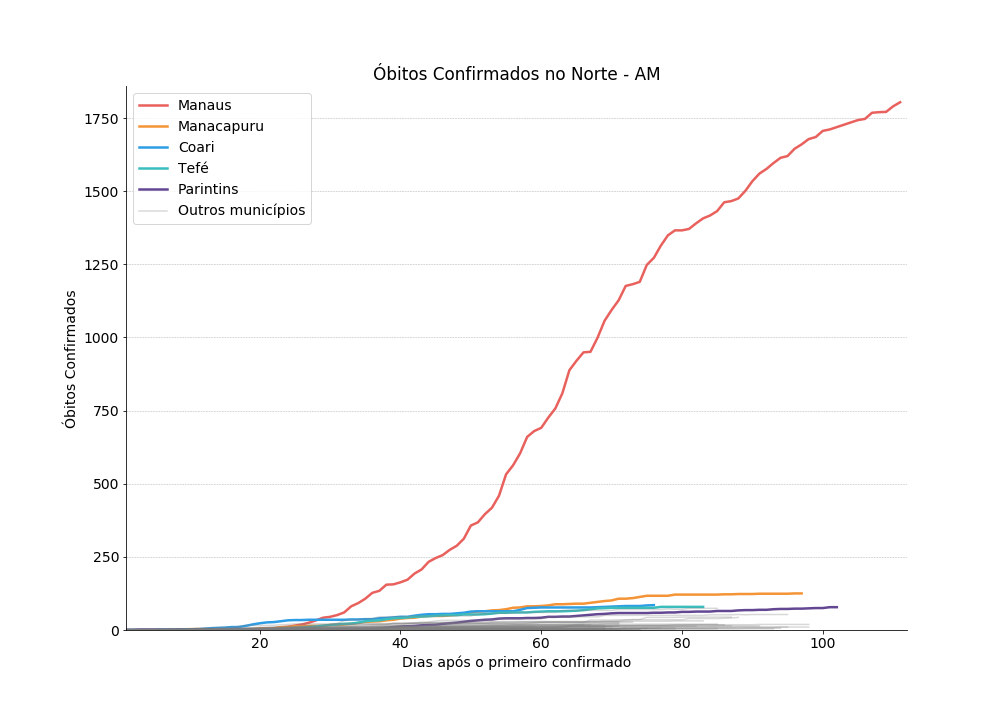 Óbitos Confirmados no Norte - AM
Manaus
Manacapuru
Coari
Tefé
Parintins
Outros municípios
Óbitos Confirmados
1750
1500
1250
1000
750
500
250
0
20
40
60
80
100
Dias após o primeiro confirmado